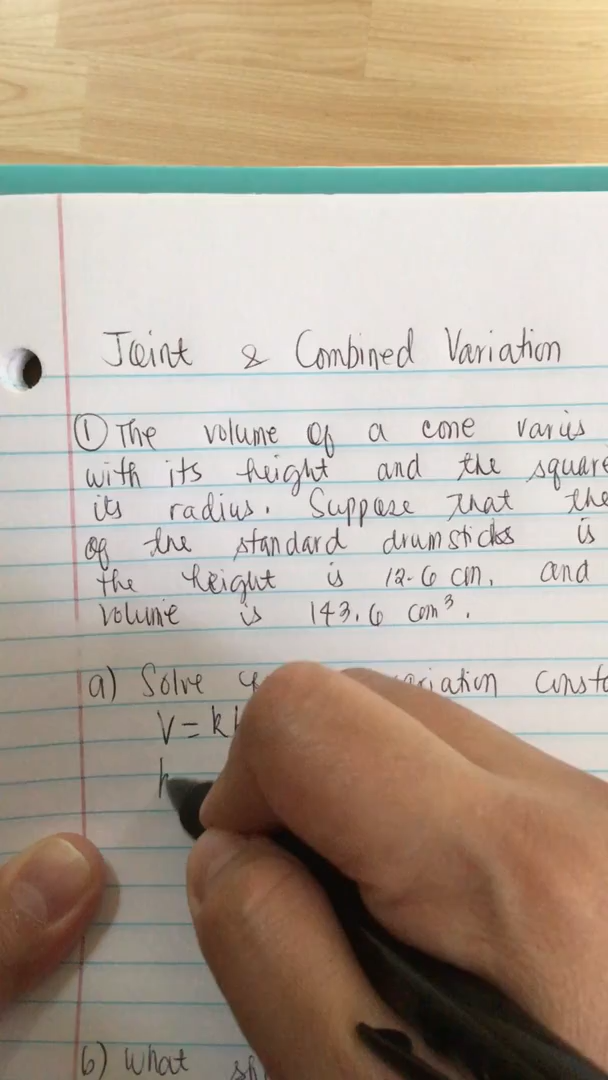 Joint & Combined Variation
① The volume of a cone varies
with its height and the square
its radius. Suppose that the
of the standard drumsticks is
the height is 12.6 cm, and
volume is 143.6 cm³.
a) Solve variation
V = k
b) What